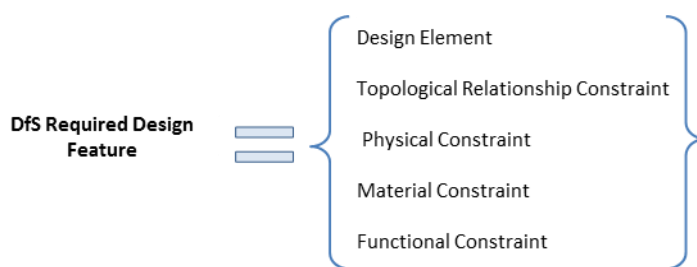 DfS Required Design
Feature
Design Element
Topological Relationship Constraint
Physical Constraint
Material Constraint
Functional Constraint